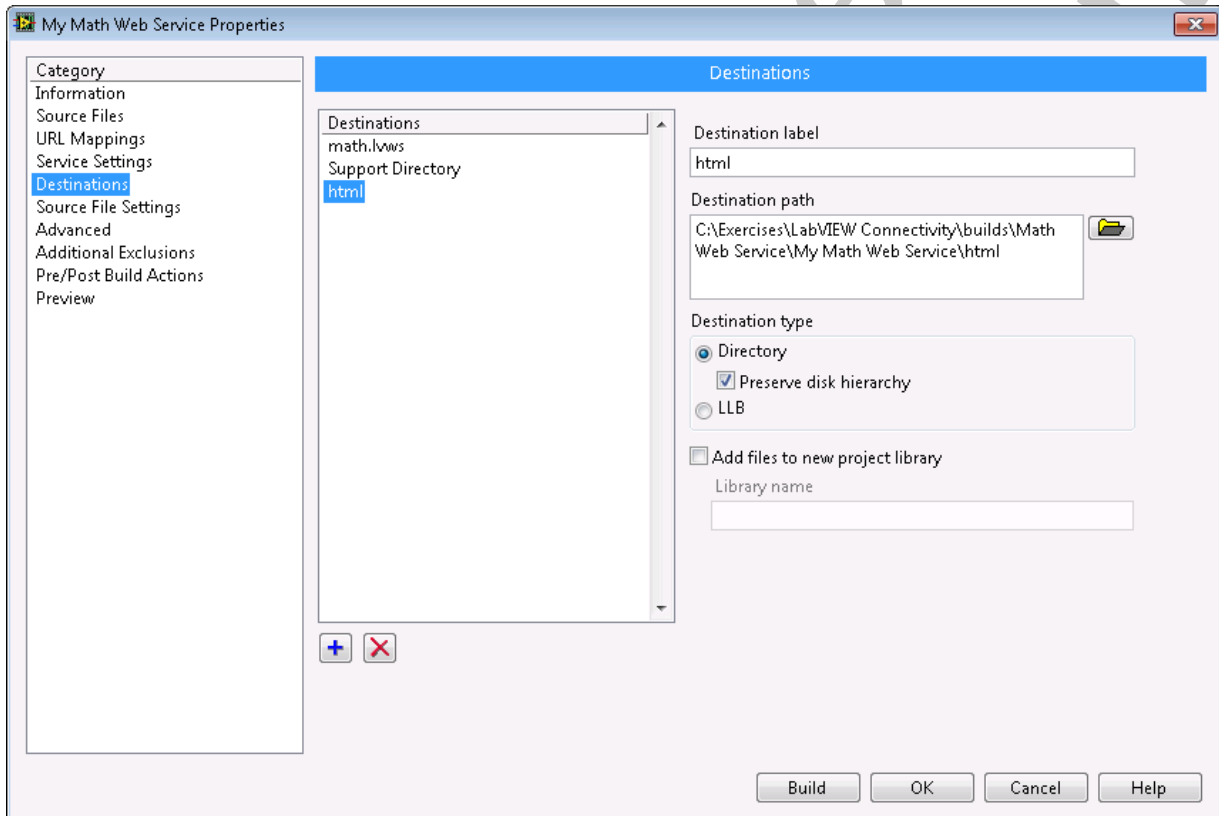 My Math Web Service Properties
Category
Information
Source Files
URL Mappings
Service Settings
Destinations
Source File Settings
Advanced
Additional Exclusions
Pre/Post Build Actions
Preview
Destinations
Destinations
math.lvws
Support Directory
html
Destination label
html
Destination path
C:\Exercises\LabVIEW Connectivity\builds\Math
Web Service\My Math Web Service\html
Destination type
Directory
Preserve disk hierarchy
LLB
Add files to new project library
Library name
Build
OK
Cancel
Help